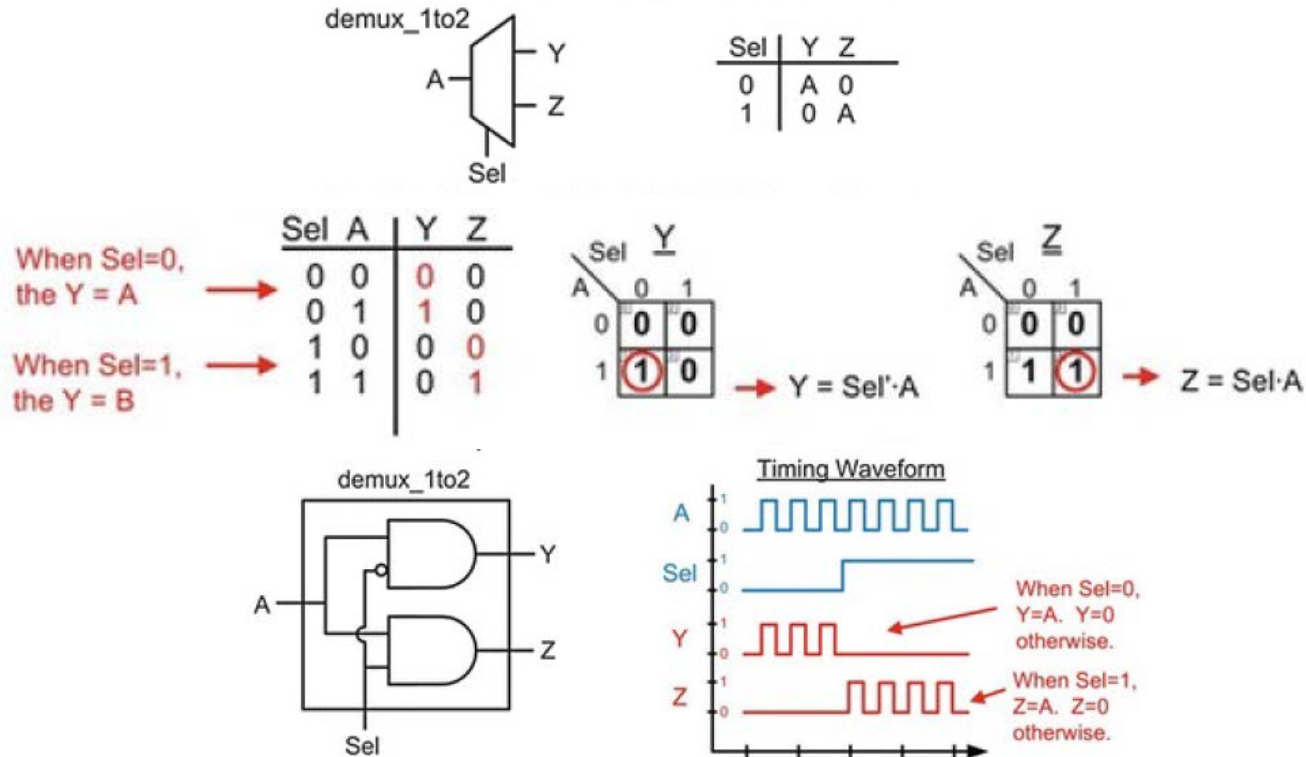 demux_1to2
A
Y
Z
Sel
Sel Y Z
0 A 0
1 0 A
When Sel=0,
the Y = A
When Sel=1,
the Y = B
Sel A Y Z
0 0 0 0
0 1 1 0
1 0 0 0
1 1 0 1
Y
Sel
A
0 1
0 0 0
1 1 0
Y = Sel'·A
Z
Sel
A
0 1
0 0 0
1 1 1
Z = Sel·A
demux_1to2
A
Y
Z
Sel
Timing Waveform
A
1
0
Sel
1
0
Y
1
0
Z
1
0
When Sel=0,
Y=A. Y=0
otherwise.
When Sel=1,
Z=A. Z=0
otherwise.